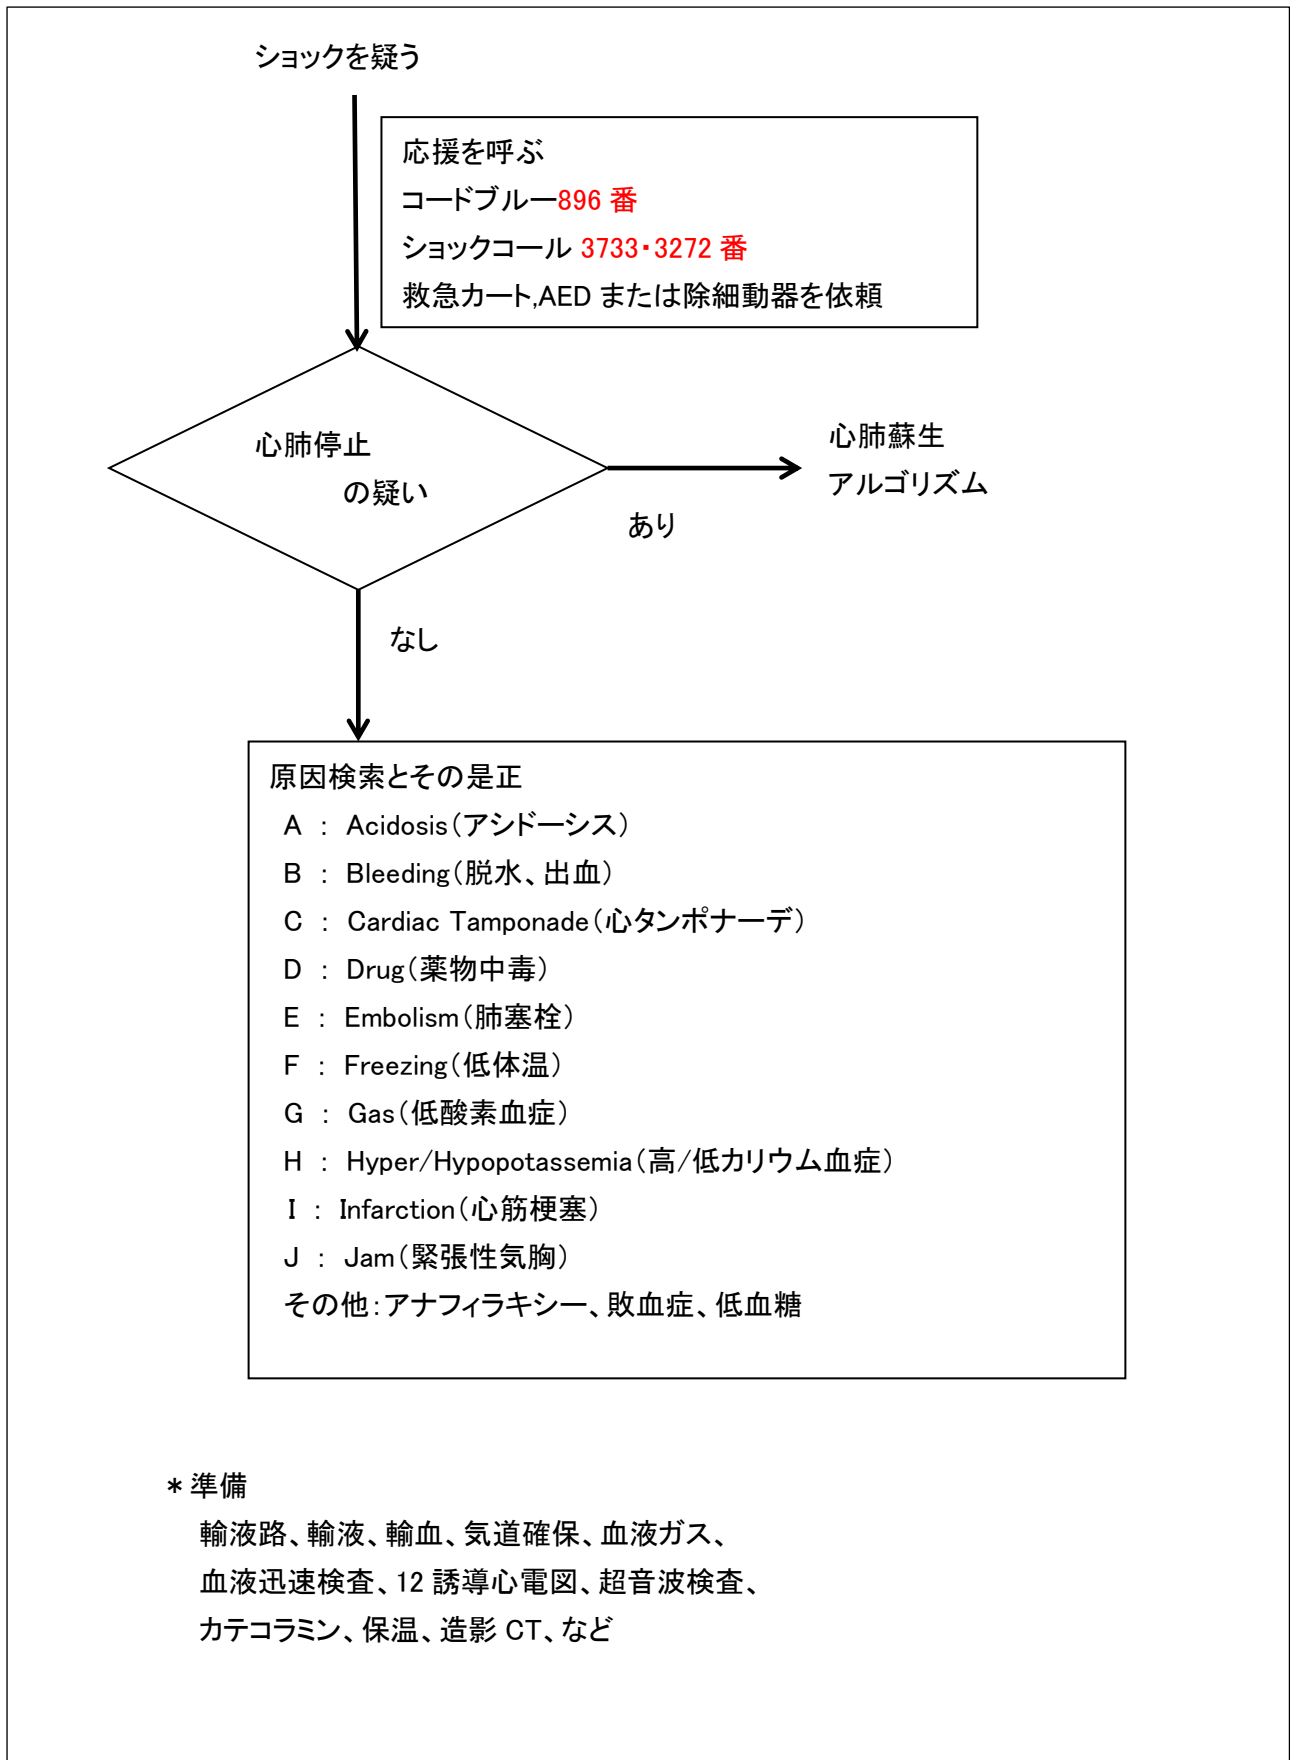 ショックを疑う
応援を呼ぶ
コードブルー896 番
ショックコール 3733・3272 番
救急カート,AED または除細動器を依頼
心肺停止
の疑い
心肺蘇生
アルゴリズム
あり
なし
原因検索とその是正
A : Acidosis(アシドーシス)
B : Bleeding(脱水、出血)
C : Cardiac Tamponade(心タンポナーデ)
D : Drug(薬物中毒)
E : Embolism(肺塞栓)
F : Freezing(低体温)
G : Gas(低酸素血症)
H : Hyper/Hypopotassemia(高/低カリウム血症)
I : Infarction(心筋梗塞)
J : Jam(緊張性気胸)
その他:アナフィラキシー、敗血症、低血糖
*準備
輸液路、輸液、輸血、気道確保、血液ガス、
血液迅速検査、12 誘導心電図、超音波検査、
カテコラミン、保温、造影 CT、など